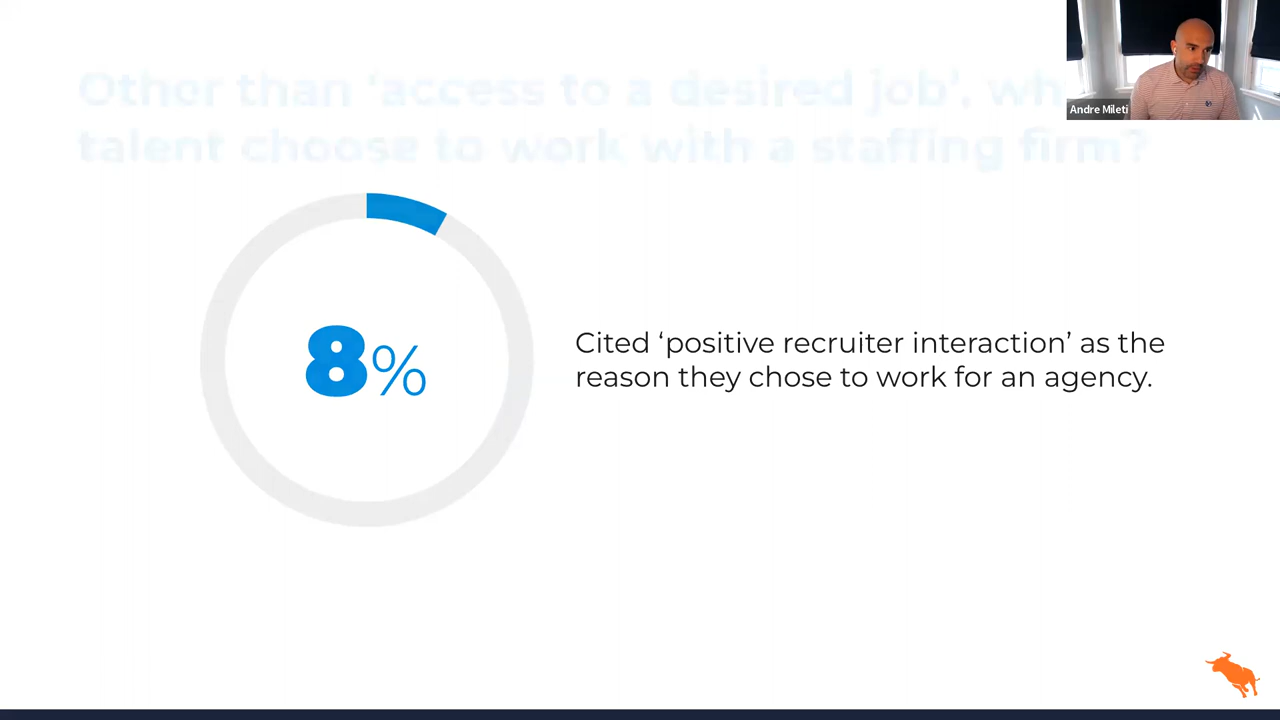 Other than ‘access to a desired job’, wh
talent choose to work with a staffing firm?
Andre Mileti
8%
Cited ‘positive recruiter interaction’ as the
reason they chose to work for an agency.